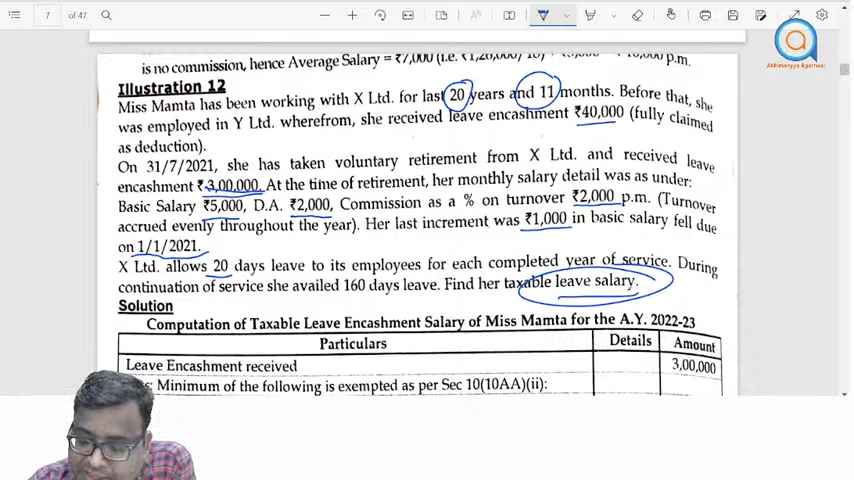 7 of 47
is no commission, hence Average Salary = ₹7,000 (i.e. p.m.
Illustration 12
Miss Mamta has been working with X Ltd. for last 20 years and 11 months. Before that, she
was employed in Y Ltd. wherefrom, she received leave encashment ₹40,000 (fully claimed
as deduction).
On 31/7/2021, she has taken voluntary retirement from X Ltd. and received leave
encashment ₹ 3,00,000. At the time of retirement, her monthly salary detail was as under:
Basic Salary ₹5,000, D.A. ₹2,000, Commission as a % on turnover ₹2,000 p.m. (Turnover
accrued evenly throughout the year). Her last increment was ₹1,000 in basic salary fell due
on 1/1/2021.
X Ltd. allows 20 days leave to its employees for each completed year of service. During
continuation of service she availed 160 days leave. Find her taxable leave salary.
Solution
Computation of Taxable Leave Encashment Salary of Miss Mamta for the A.Y. 2022-23
Particulars Details Amount
Leave Encashment received 3,00,000
: Minimum of the following is exempted as per Sec 10(10AA)(ii):
Abhimanyyu Agarwal